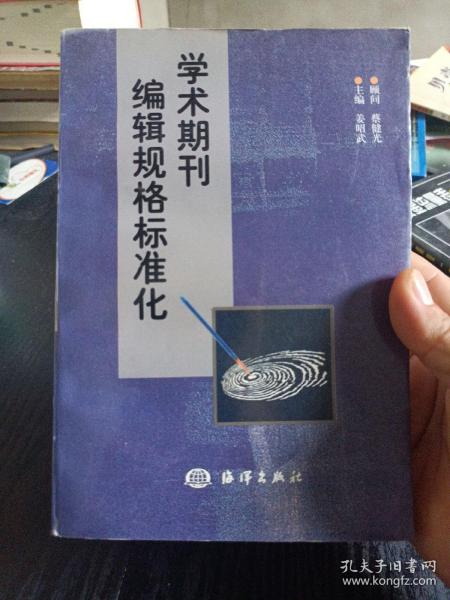 学术期刊
编辑规格标准化
顾问 蔡健光
主编 姜昭武
海洋出版社
孔夫子旧书网
www.kongfz.com